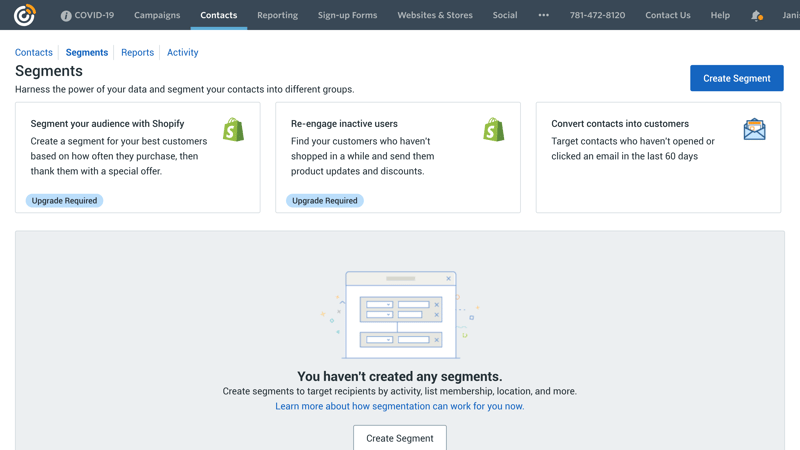 COVID-19 Campaigns Contacts Reporting Sign-up Forms Websites & Stores Social ••• 781-472-8120 Contact Us Help Jani
Contacts Segments Reports Activity
Segments
Harness the power of your data and segment your contacts into different groups.
Create Segment
Segment your audience with Shopify
Create a segment for your best customers
based on how often they purchase, then
thank them with a special offer.
Upgrade Required
Re-engage inactive users
Find your customers who haven't
shopped in a while and send them
product updates and discounts.
Upgrade Required
Convert contacts into customers
Target contacts who haven't opened or
clicked an email in the last 60 days
You haven't created any segments.
Create segments to target recipients by activity, list membership, location, and more.
Learn more about how segmentation can work for you now.
Create Segment